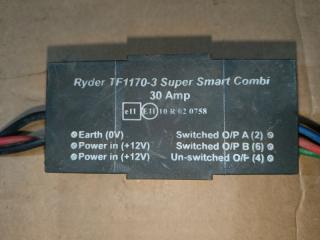 Ryder TF1170-3 Super Smart Combi
30 Amp
e11 E11 10 R 02 0758
Earth (0V) Switched O/P A (2)
Power in (+12V) Switched O/P B (6)
Power in (+12V) Un-switched O/P (4)